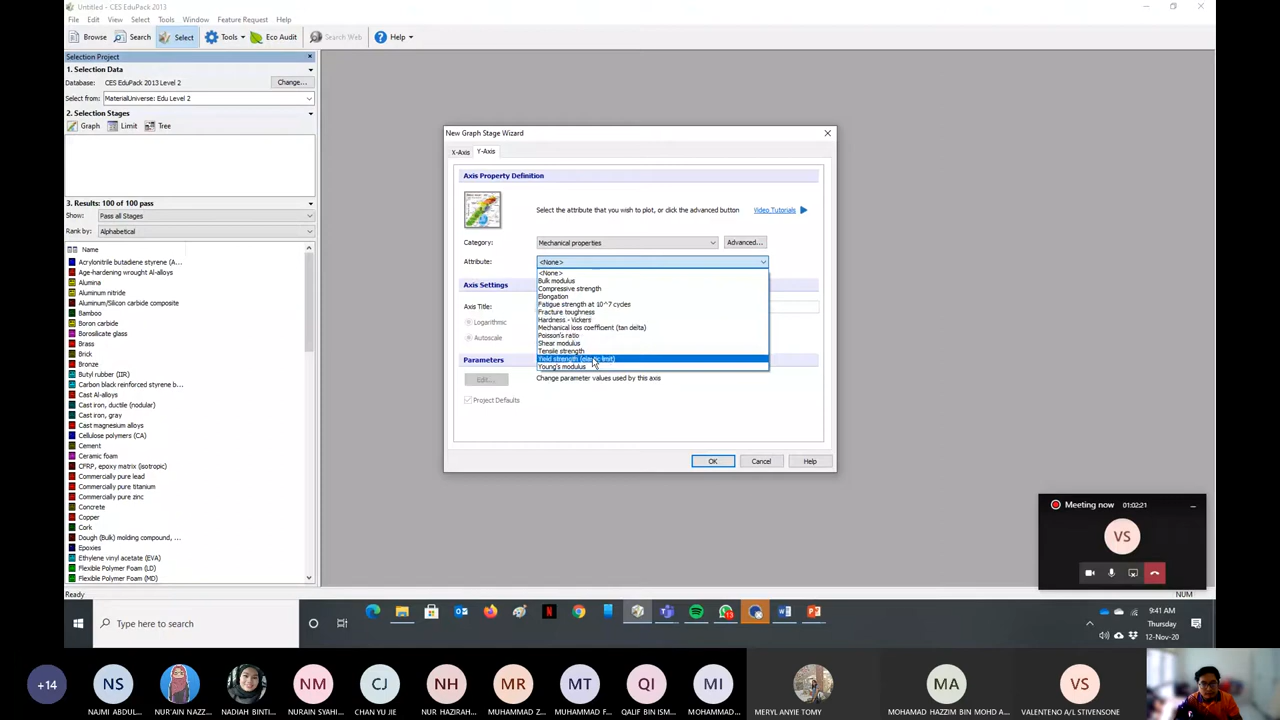 Untitled - CES EduPack 2013 Level 2
File Edit View Select Tools Window Feature Request Help
Browse Search Select Tools Eco Audit Search Web Help
Selection Project
1. Selection Data
Database: CES EduPack 2013 Level 2
Change...
Select from: MaterialUniverse: Edu Level 2
2. Selection Stages
Graph Limit Tree
3. Results: 100 of 100 pass
Show: Pass all Stages
Rank by: Alphabetical
Name
Acrylonitrile butadiene styrene (A...
Age-hardening wrought Al-alloys
Alumina
Aluminum nitride
Aluminum/Silicon carbide composite
Bamboo
Boron carbide
Borosilicate glass
Brass
Brick
Bronze
Butyl rubber (IIR)
Carbon black reinforced styrene b...
Cast Al-alloys
Cast iron, ductile (nodular)
Cast iron, gray
Cast magnesium alloys
Cellulose polymers (CA)
Cement
Ceramic foam
CFRP, epoxy matrix (isotropic)
Commercially pure lead
Commercially pure titanium
Commercially pure zinc
Concrete
Copper
Cork
Dough (Bulk) molding compound, ...
Epoxies
Ethylene vinyl acetate (EVA)
Flexible Polymer Foam (LD)
Flexible Polymer Foam (MD)
Ready
New Graph Stage Wizard
X-Axis Y-Axis
Axis Property Definition
Select the attribute that you wish to plot, or click the advanced button Video Tutorials
Category: Mechanical properties Advanced...
Attribute: <None>
<None>
Bulk modulus
Compressive strength
Elongation
Fatigue strength at 10^7 cycles
Fracture toughness
Hardness - Vickers
Mechanical loss coefficient (tan delta)
Poisson's ratio
Shear modulus
Tensile strength
Yield strength (elastic limit)
Young's modulus
Axis Settings
Axis Title:
Logarithmic
Autoscale
Parameters
Edit... Change parameter values used by this axis
Project Defaults
OK Cancel Help
Meeting now 01:02:21
VS
NUM
Type here to search
9:41 AM
Thursday
12-Nov-20
+14 NS NM CJ NH MR MT QI MI MA VS
NAJMI ABDUL... NUR'AIN NAZZ... NADIAH BINTI... NURAIN SYAHI... CHAN YU JIE NUR HAZIRAH... MUHAMMAD Z... MUHAMMAD F... QALIF BIN ISM... MOHAMMAD... MERYL ANYIE TOMY MOHAMAD HAZZIM BIN MOHD A... VALENTENO A/L STIVENSONE